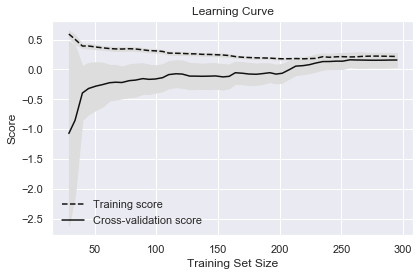 Learning Curve
0.5
0.0
−0.5
−1.0
−1.5
−2.0
−2.5
Score
Training score
Cross-validation score
50
100
150
200
250
300
Training Set Size